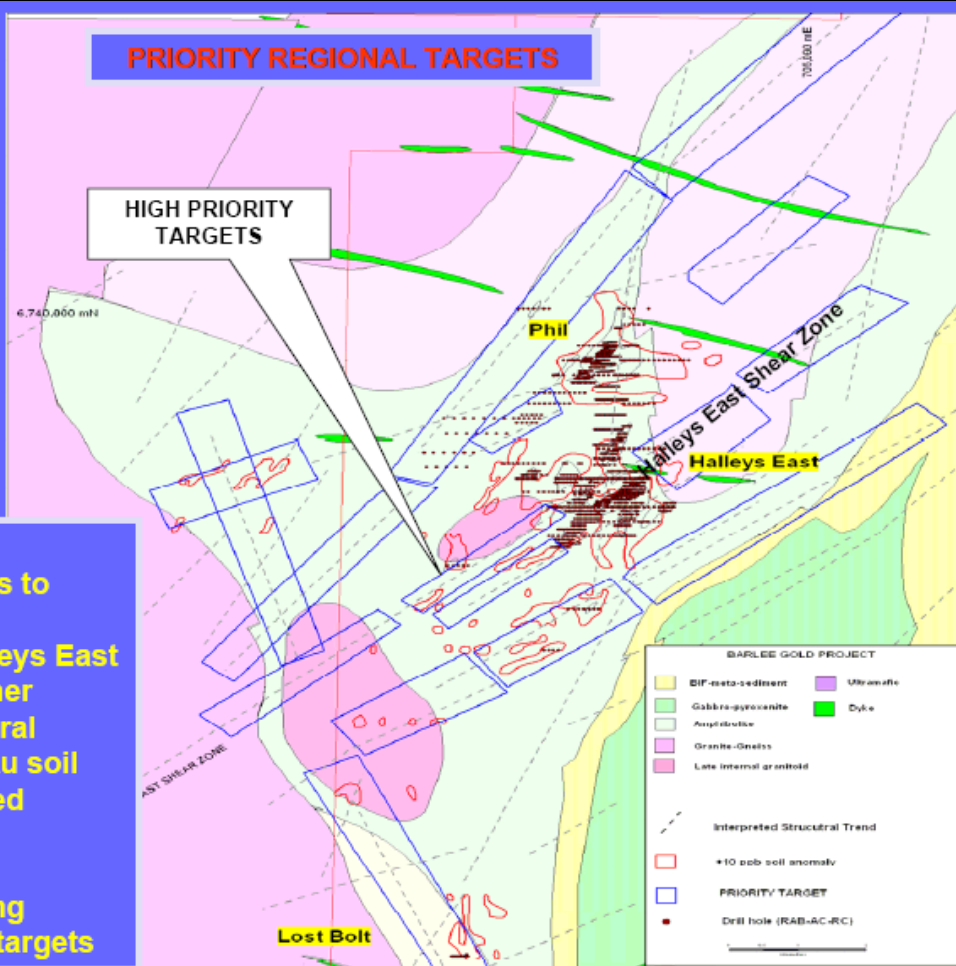 PRIORITY REGIONAL TARGETS
705,000 mE
HIGH PRIORITY
TARGETS
6,740,000 mN
Phil
Halleys East Shear Zone
Halleys East
s to
eys East
ner
ral
u soil
ed
ng
targets
AST SHEAR ZONE
Lost Bolt
BARLEE GOLD PROJECT
BIF-meta-sediment
Ultramafic
Gabbro-pyroxenite
Dyke
Amphibolite
Granite-Gneiss
Late internal granitoid
Interpreted Strucutral Trend
+10 ppb soil anomaly
PRIORITY TARGET
Drill hole (RAB-AC-RC)